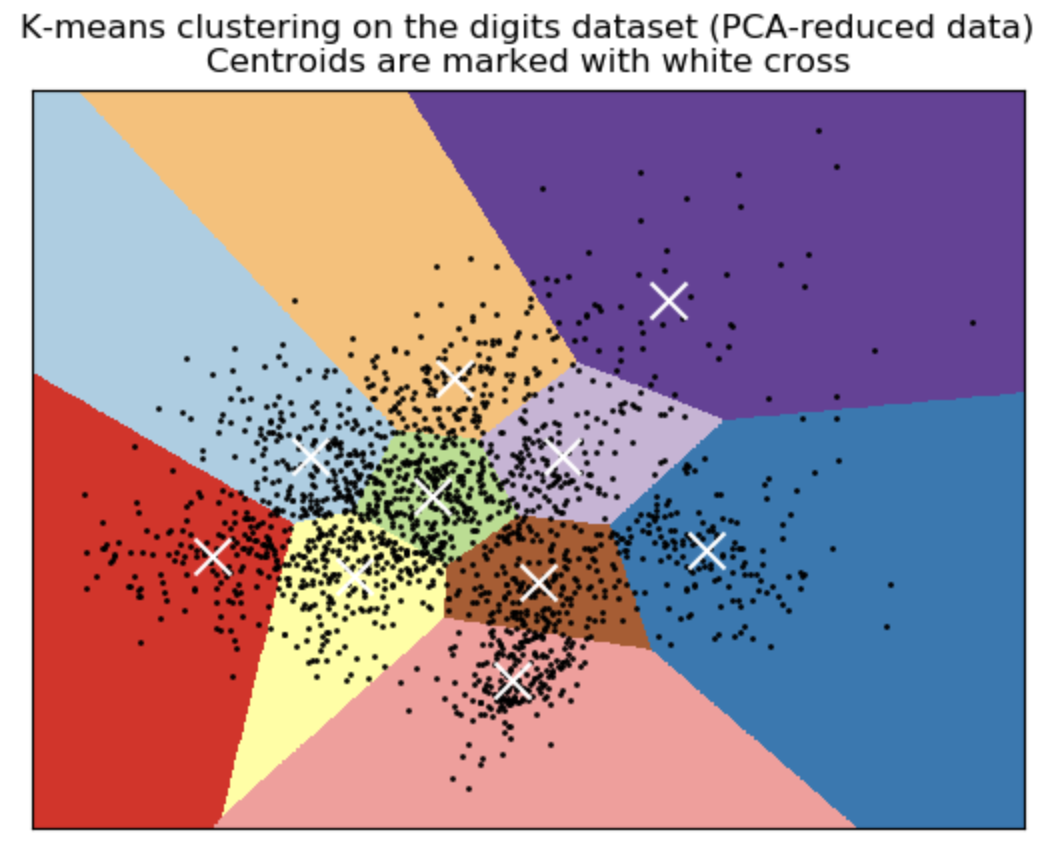 K-means clustering on the digits dataset (PCA-reduced data)
Centroids are marked with white cross